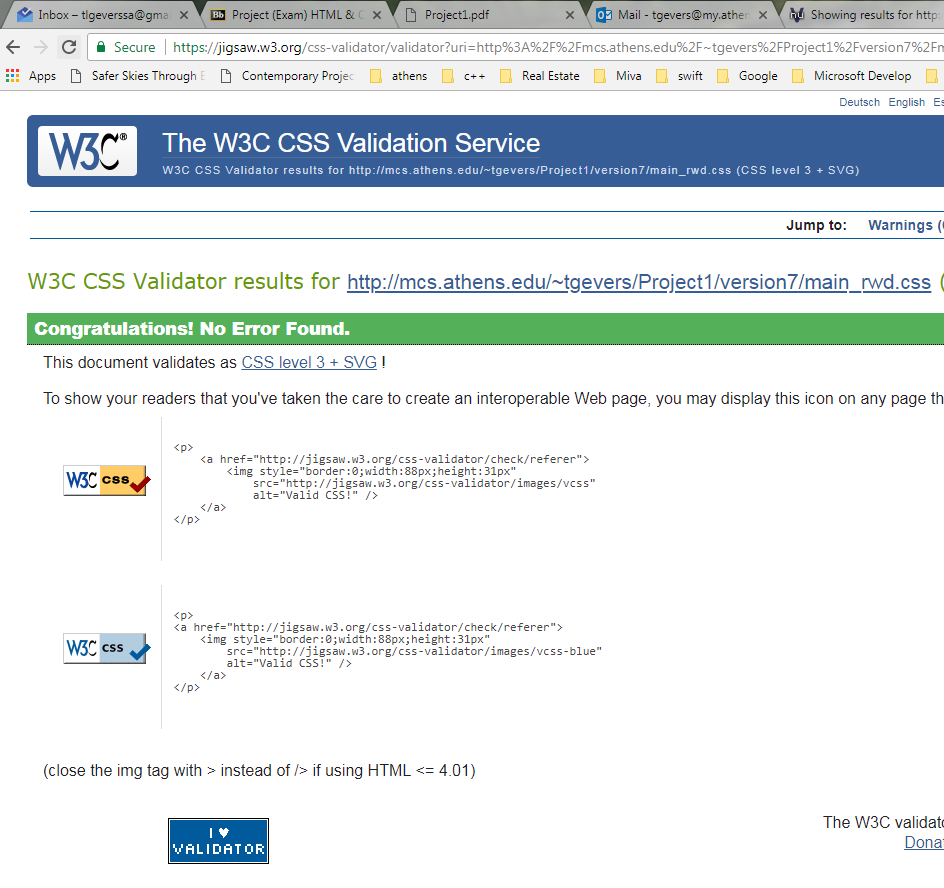 Inbox – tlgeverssa@gma
Project (Exam) HTML & C
Project1.pdf
Mail - tgevers@my.athen
Showing results for http:
Secure https://jigsaw.w3.org/css-validator/validator?uri=http%3A%2F%2Fmcs.athens.edu%2F~tgevers%2FProject1%2Fversion7%2Fm
Apps Safer Skies Through E Contemporary Projec athens c++ Real Estate Miva swift Google Microsoft Develop
Deutsch English Es
W3C®
The W3C CSS Validation Service
W3C CSS Validator results for http://mcs.athens.edu/~tgevers/Project1/version7/main_rwd.css (CSS level 3 + SVG)
Jump to: Warnings (
W3C CSS Validator results for http://mcs.athens.edu/~tgevers/Project1/version7/main_rwd.css (
Congratulations! No Error Found.
This document validates as CSS level 3 + SVG !
To show your readers that you've taken the care to create an interoperable Web page, you may display this icon on any page th
W3C css
<p>
<a href="http://jigsaw.w3.org/css-validator/check/referer">
<img style="border:0;width:88px;height:31px"
src="http://jigsaw.w3.org/css-validator/images/vcss"
alt="Valid CSS!" />
</a>
</p>
W3C css
<p>
<a href="http://jigsaw.w3.org/css-validator/check/referer">
<img style="border:0;width:88px;height:31px"
src="http://jigsaw.w3.org/css-validator/images/vcss-blue"
alt="Valid CSS!" />
</a>
</p>
(close the img tag with > instead of /> if using HTML <= 4.01)
I ♥
VALIDATOR
The W3C validato
Donat